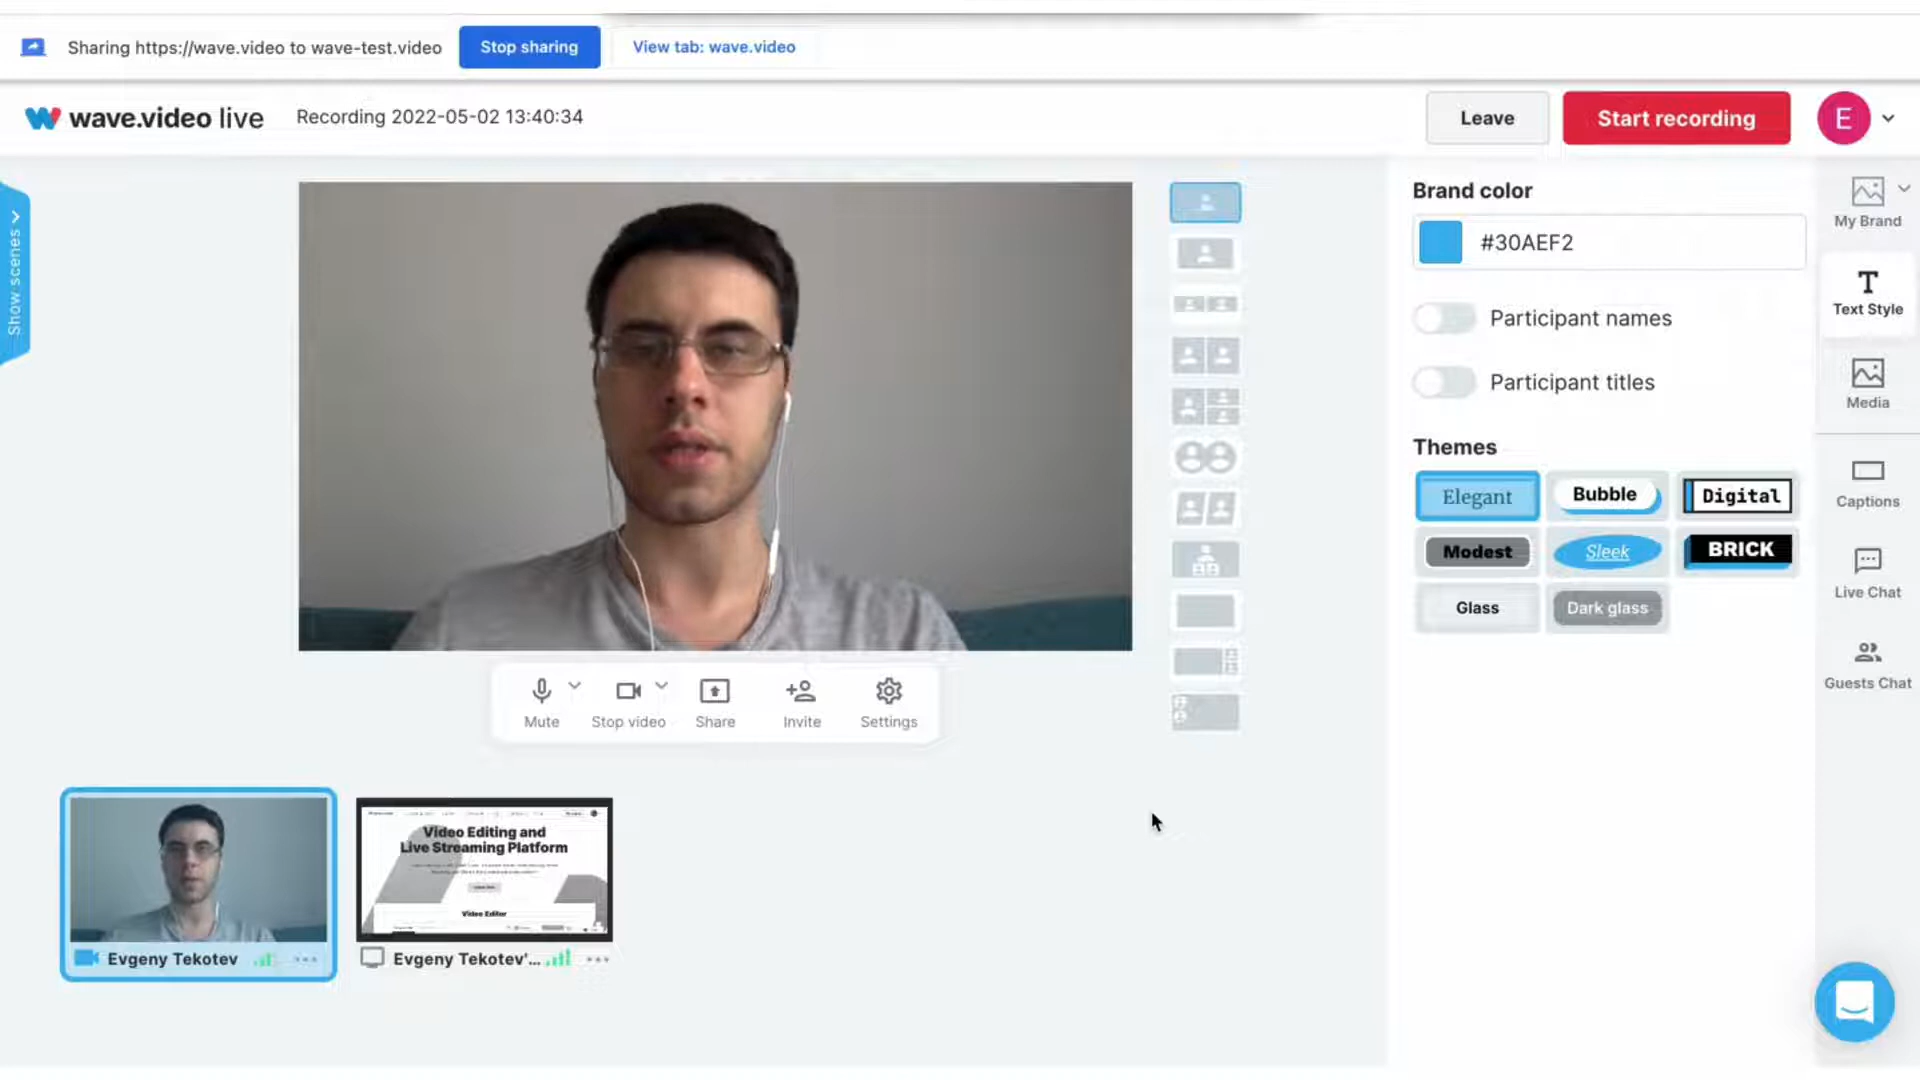 Sharing https://wave.video to wave-test.video
Stop sharing
View tab: wave.video
wave.video live
Recording 2022-05-02 13:40:34
Leave
Start recording
E
Show scenes
Brand color
#30AEF2
Participant names
Participant titles
Themes
Elegant
Bubble
Digital
Modest
Sleek
BRICK
Glass
Dark glass
My Brand
T
Text Style
Media
Captions
Live Chat
Guests Chat
Mute
Stop video
Share
Invite
Settings
Video Editing and
Live Streaming Platform
Video Editor
Evgeny Tekotev
Evgeny Tekotev'...